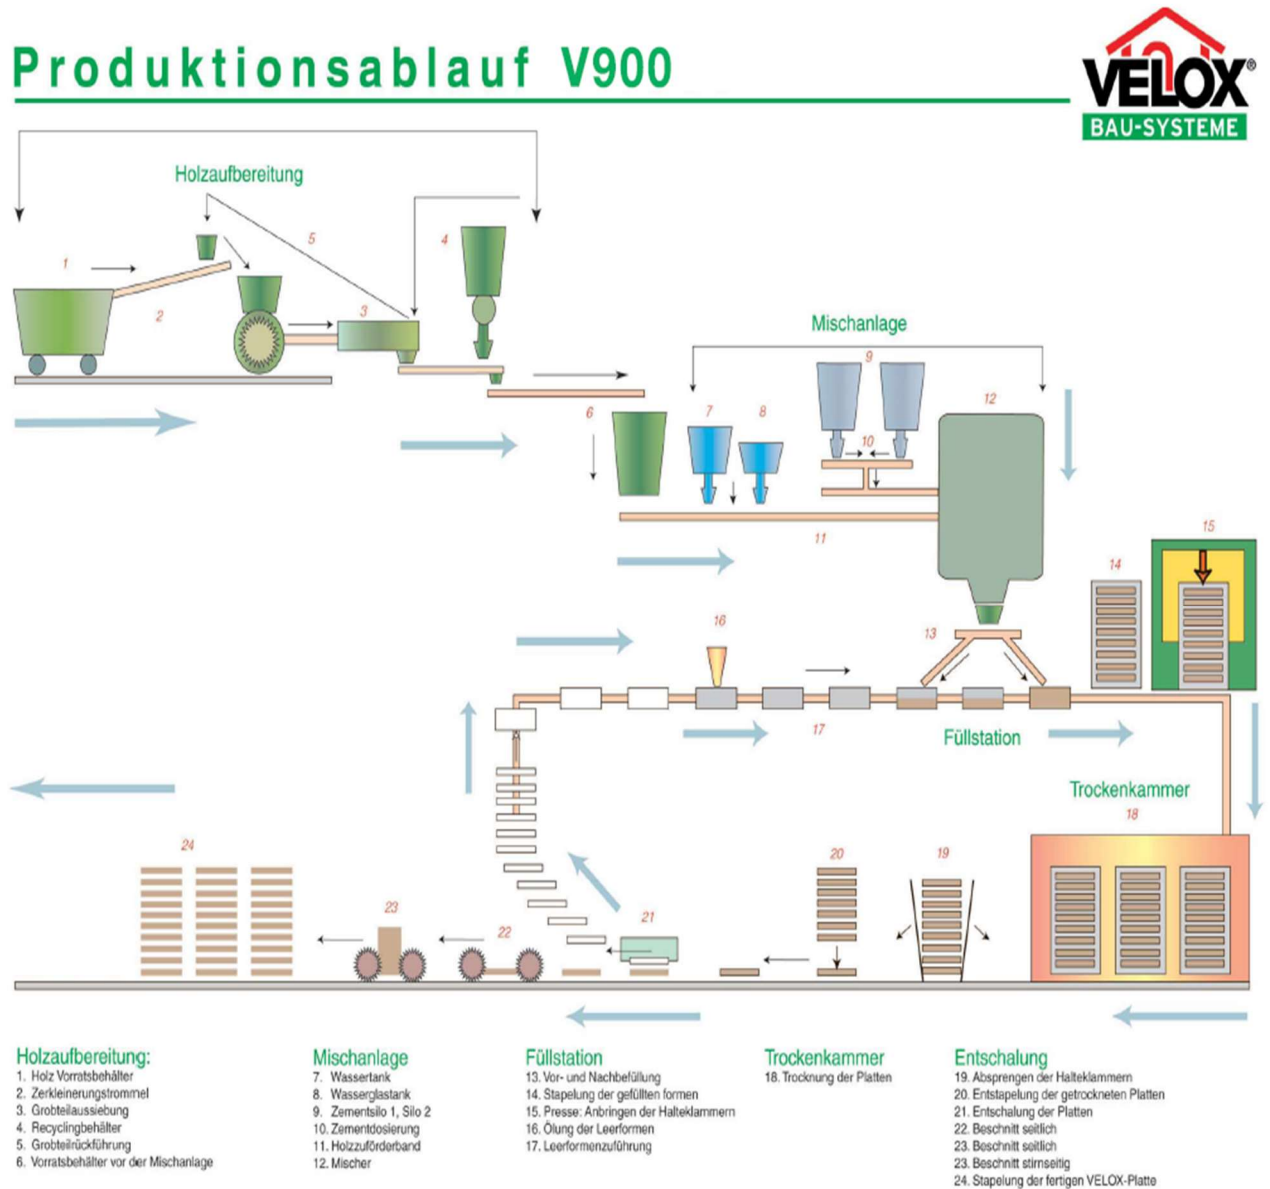 Produktionsablauf V900
VELOX®
BAU-SYSTEME
Holzaufbereitung
1
2
3
4
5
Mischanlage
6
7
8
9
10
11
12
13
14
15
16
17
Füllstation
Trockenkammer
18
19
20
21
22
23
24
Holzaufbereitung:
1. Holz Vorratsbehälter
2. Zerkleinerungstrommel
3. Grobteilaussiebung
4. Recyclingbehälter
5. Grobteilrückführung
6. Vorratsbehälter vor der Mischanlage
Mischanlage
7. Wassertank
8. Wasserglastank
9. Zementsilo 1, Silo 2
10. Zementdosierung
11. Holzzuförderband
12. Mischer
Füllstation
13. Vor- und Nachbefüllung
14. Stapelung der gefüllten formen
15. Presse: Anbringen der Halteklammern
16. Ölung der Leerformen
17. Leerformenzuführung
Trockenkammer
18. Trocknung der Platten
Entschalung
19. Absprengen der Halteklammern
20. Entstapelung der getrockneten Platten
21. Entschalung der Platten
22. Beschnitt seitlich
23. Beschnitt seitlich
23. Beschnitt stirnseitig
24. Stapelung der fertigen VELOX-Platte